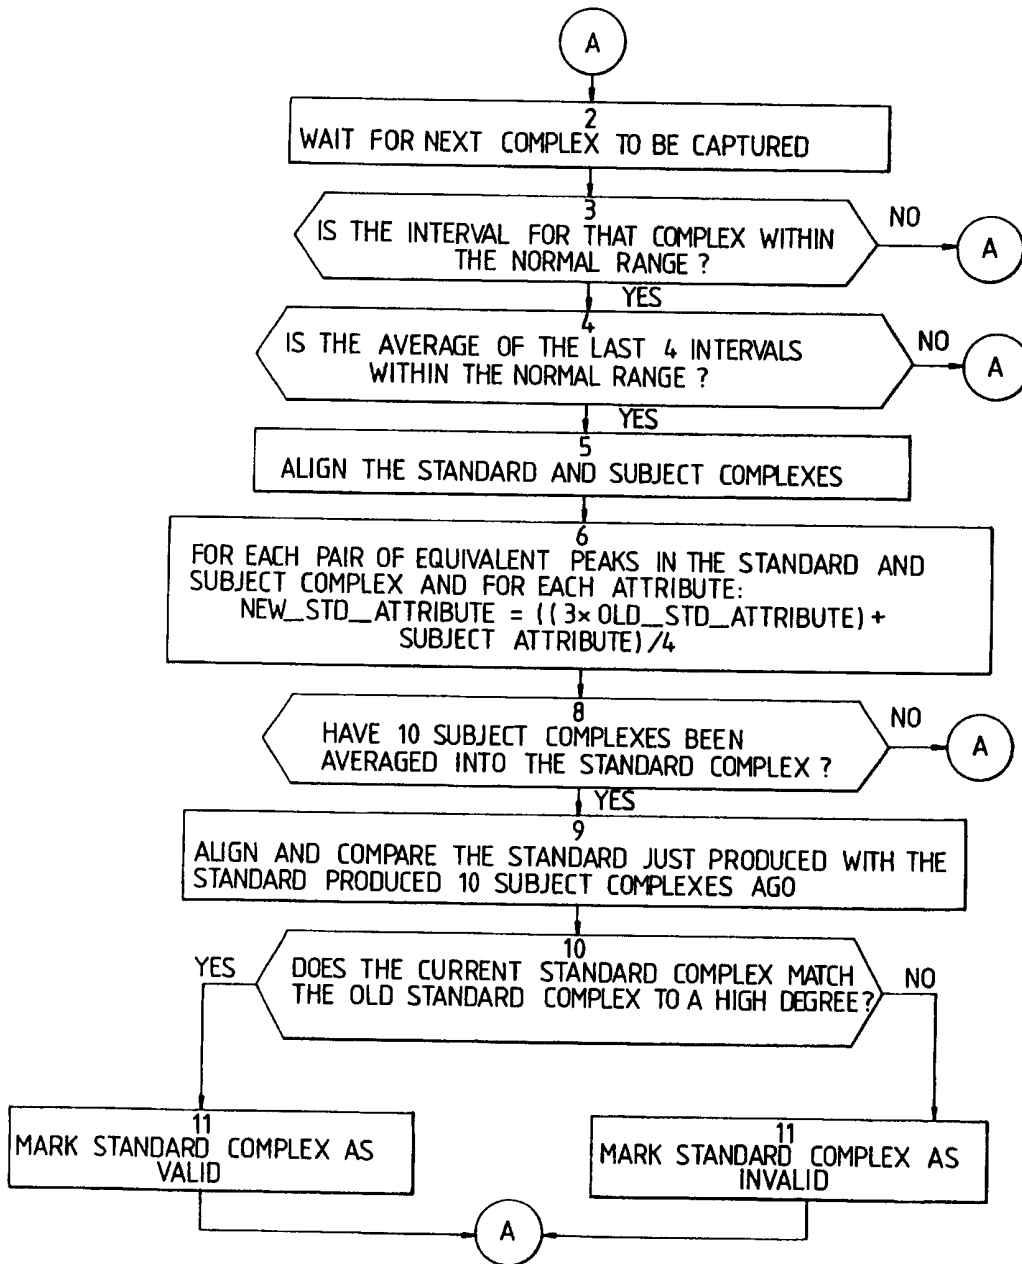 A
2
WAIT FOR NEXT COMPLEX TO BE CAPTURED
3
IS THE INTERVAL FOR THAT COMPLEX WITHIN
THE NORMAL RANGE ?
NO
A
YES
4
IS THE AVERAGE OF THE LAST 4 INTERVALS
WITHIN THE NORMAL RANGE ?
NO
A
YES
5
ALIGN THE STANDARD AND SUBJECT COMPLEXES
6
FOR EACH PAIR OF EQUIVALENT PEAKS IN THE STANDARD AND
SUBJECT COMPLEX AND FOR EACH ATTRIBUTE:
NEW_STD_ATTRIBUTE = ((3× OLD_STD_ATTRIBUTE) +
SUBJECT ATTRIBUTE)/4
8
HAVE 10 SUBJECT COMPLEXES BEEN
AVERAGED INTO THE STANDARD COMPLEX ?
NO
A
YES
9
ALIGN AND COMPARE THE STANDARD JUST PRODUCED WITH THE
STANDARD PRODUCED 10 SUBJECT COMPLEXES AGO
10
DOES THE CURRENT STANDARD COMPLEX MATCH
THE OLD STANDARD COMPLEX TO A HIGH DEGREE?
YES
NO
11
MARK STANDARD COMPLEX AS
VALID
11
MARK STANDARD COMPLEX AS
INVALID
A